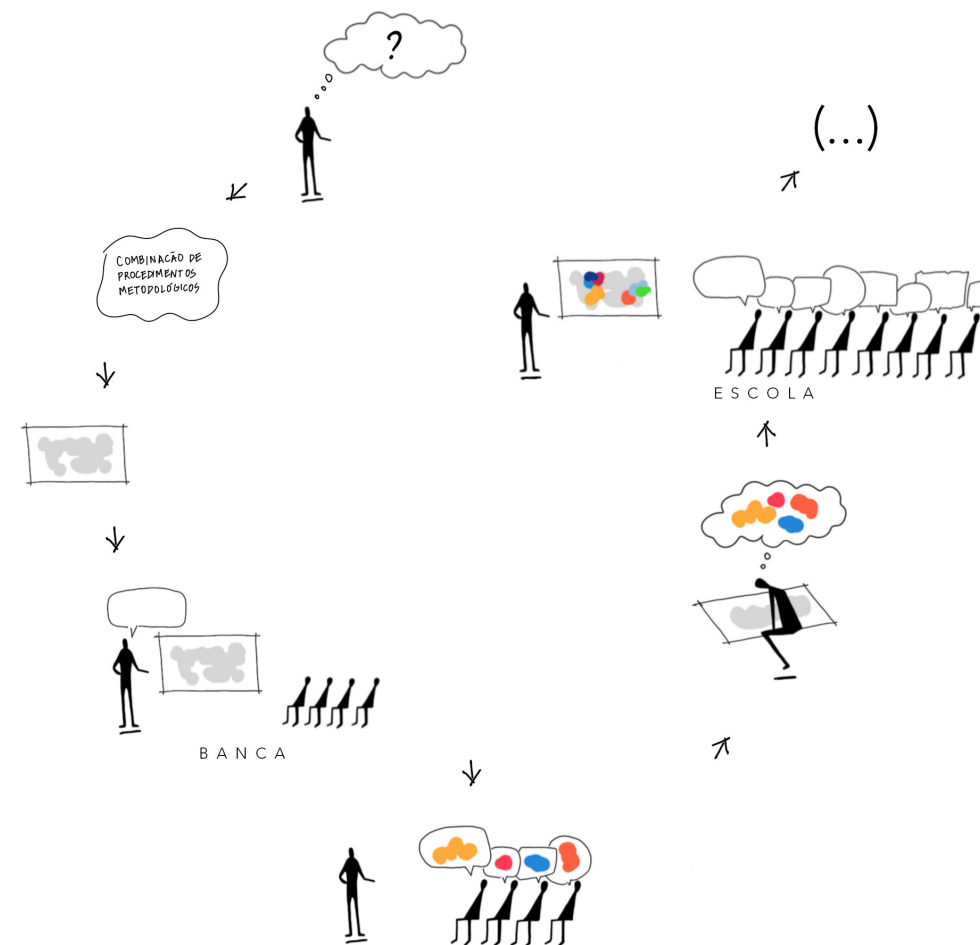 ?
COMBINAÇÃO DE
PROCEDIMENTOS
METODOLÓGICOS
BANCA
ESCOLA
(...)